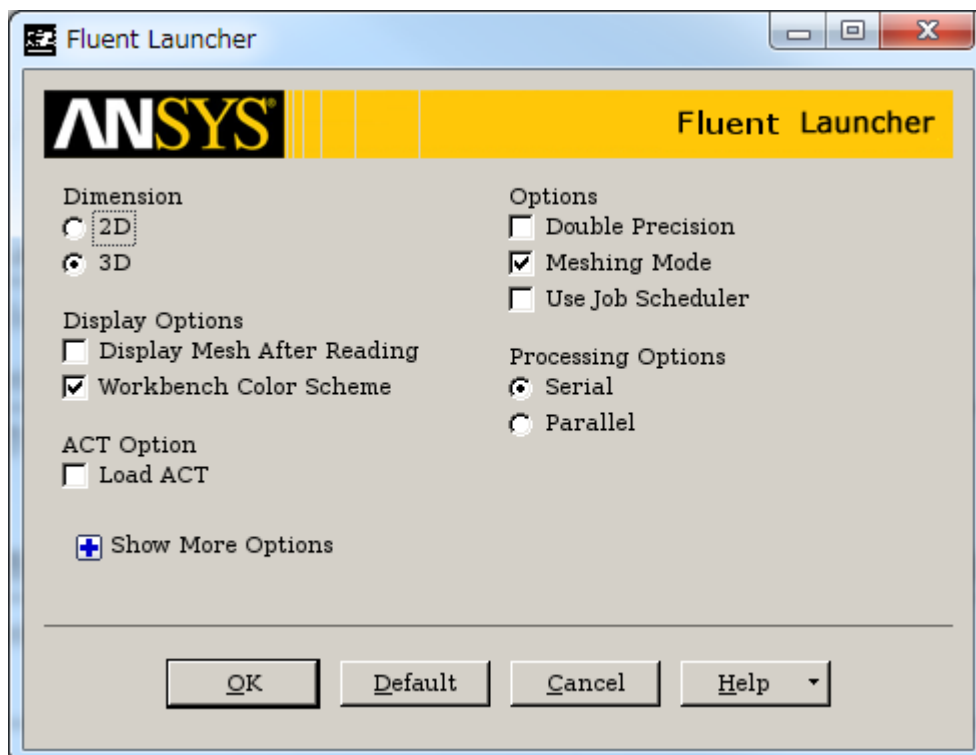 Fluent Launcher
ANSYS®
Fluent Launcher
Dimension
2D
3D
Display Options
Display Mesh After Reading
Workbench Color Scheme
ACT Option
Load ACT
Show More Options
Options
Double Precision
Meshing Mode
Use Job Scheduler
Processing Options
Serial
Parallel
OK
Default
Cancel
Help